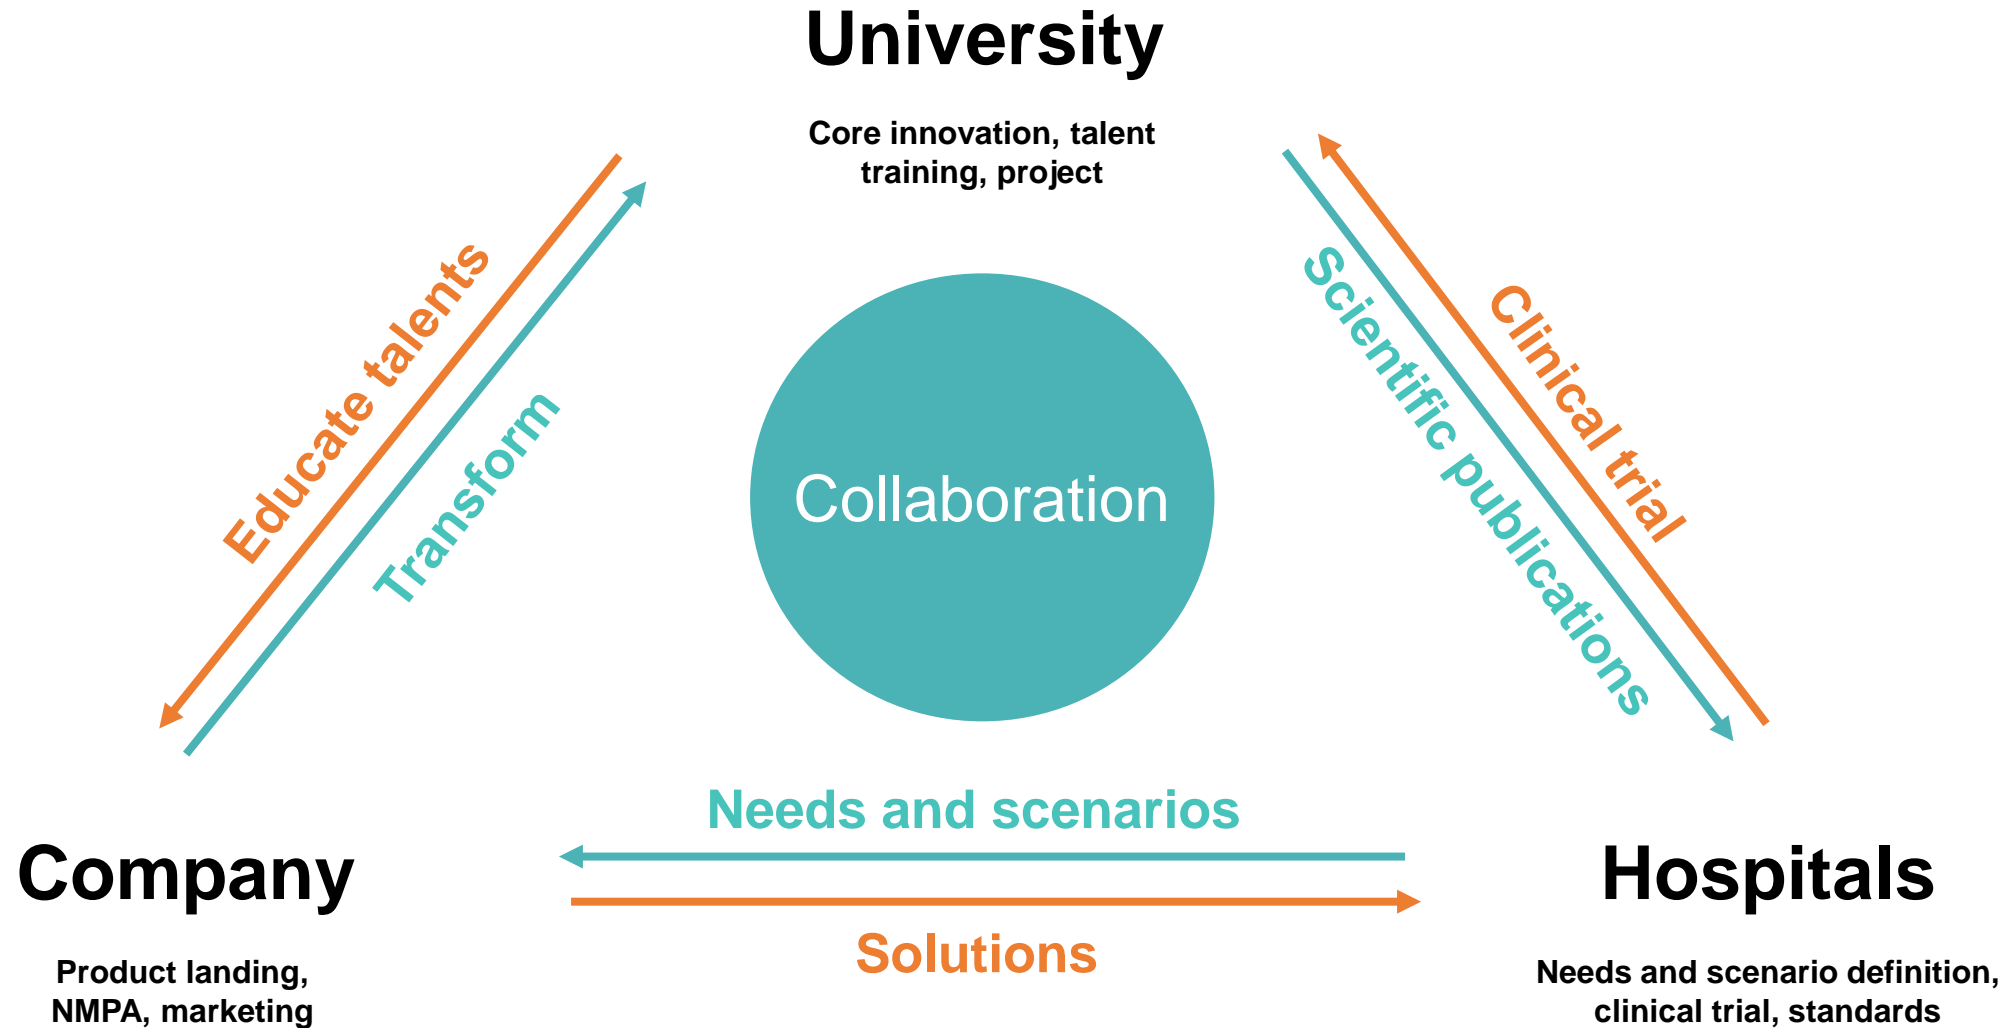 University
Core innovation, talent
training, project
Educate talents
Transform
Scientific publications
Clinical trial
Collaboration
Needs and scenarios
Company
Hospitals
Solutions
Product landing,
NMPA, marketing
Needs and scenario definition,
clinical trial, standards